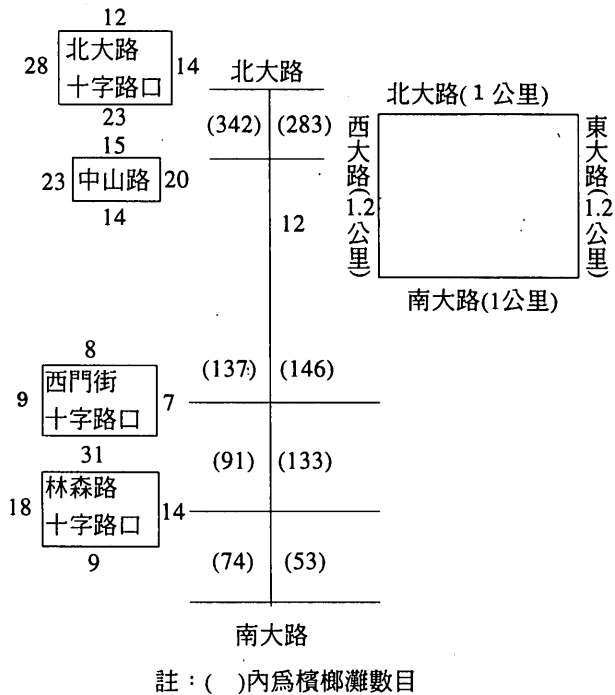 12
28
北大路
十字路口
14
23
15
23
中山路
20
14
8
9
西門街
十字路口
7
31
18
林森路
十字路口
14
9
北大路
(342)
(283)
12
(137)
(146)
(91)
(133)
(74)
(53)
南大路
北大路(1公里)
西大路(1.2公里)
東大路(1.2公里)
南大路(1公里)
註：( )內為檳榔灘數目